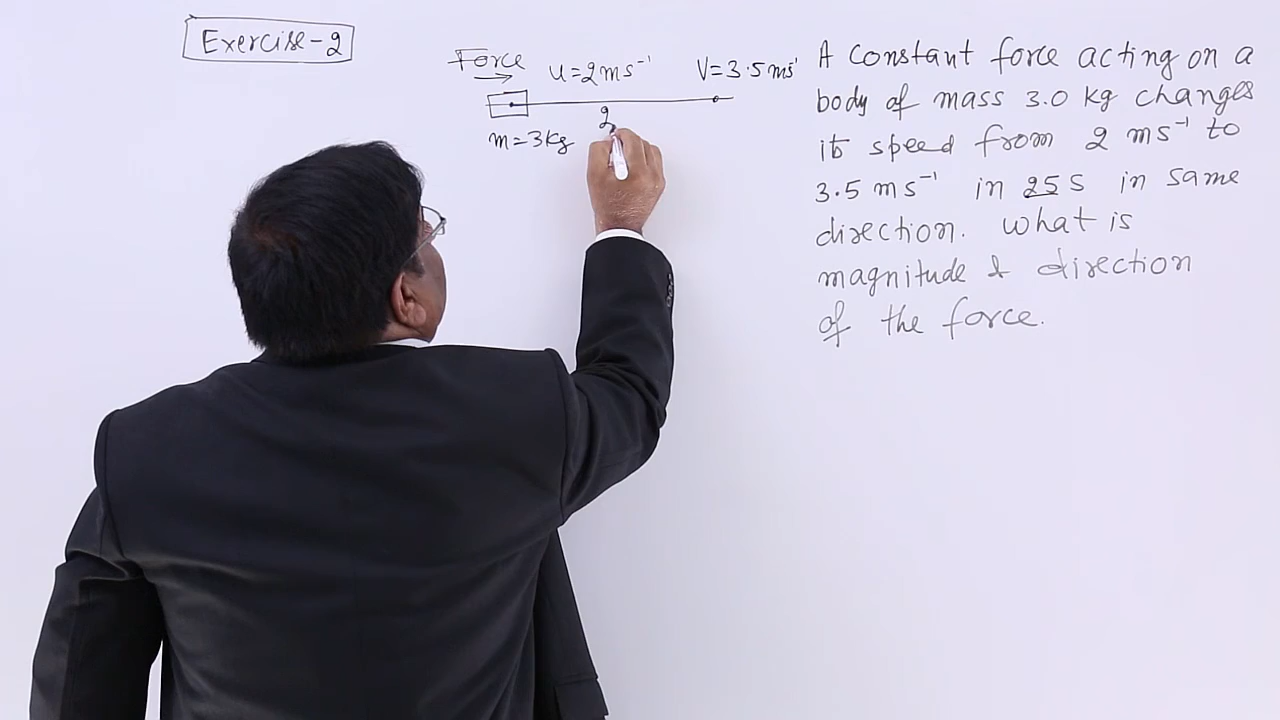 Exercise-2
Force
u=2ms⁻¹
V=3.5ms⁻¹
2
m=3kg
A constant force acting on a
body of mass 3.0 kg changes
its speed from 2 ms⁻¹ to
3.5 ms⁻¹ in 25 s in same
direction. What is
magnitude & direction
of the force.